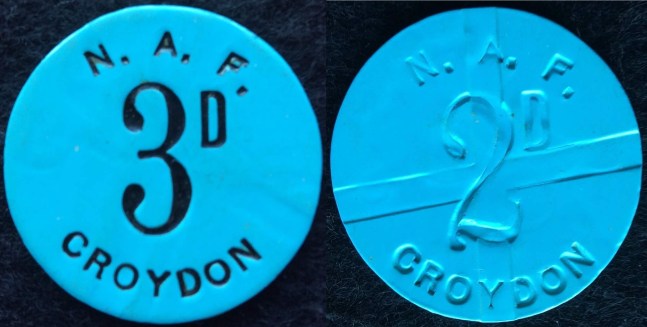 N. A. F.
3D
CROYDON
N. A. F.
2D
CROYDON